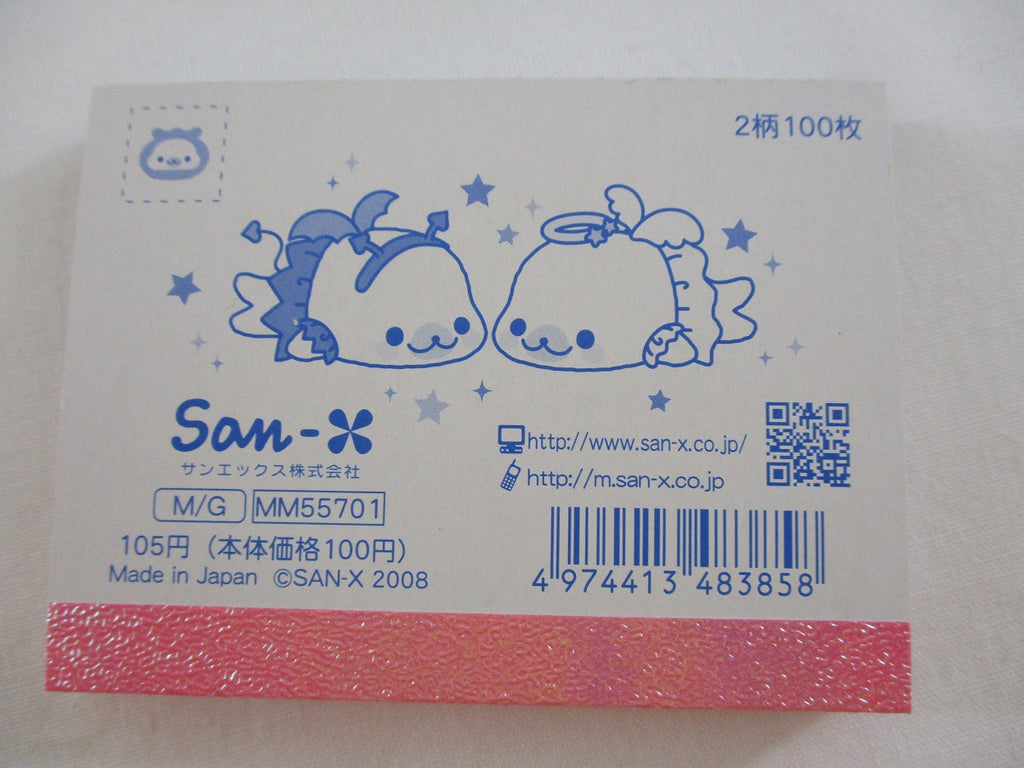 2柄100枚
San-X
サンエックス株式会社
M/G MM55701
105円 (本体価格100円)
Made in Japan ©SAN-X 2008
http://www.san-x.co.jp/
http://m.san-x.co.jp
4 974413 483858